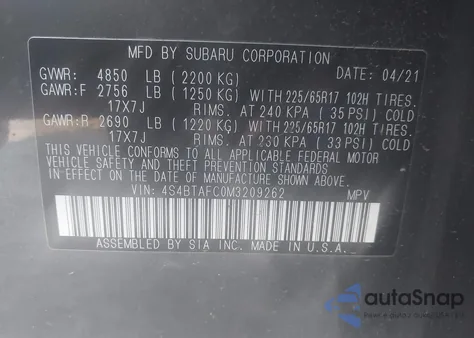 MFD BY SUBARU CORPORATION
GVWR: 4850 LB (2200 KG) DATE: 04/21
GAWR:F 2756 LB (1250 KG) WITH 225/65R17 102H TIRES.
17X7J RIMS. AT 240 KPA ( 35 PSI) COLD
GAWR:R 2690 LB (1220 KG) WITH 225/65R17 102H TIRES.
17X7J RIMS. AT 230 KPA ( 33 PSI) COLD
THIS VEHICLE CONFORMS TO ALL APPLICABLE FEDERAL MOTOR
VEHICLE SAFETY, BUMPER, AND THEFT PREVENTION STANDARDS
IN EFFECT ON THE DATE OF MANUFACTURE SHOWN ABOVE.
VIN: 4S4BTAFC0M3209262 MPV
ASSEMBLED BY SIA INC. MADE IN U.S.A.
autoSnap